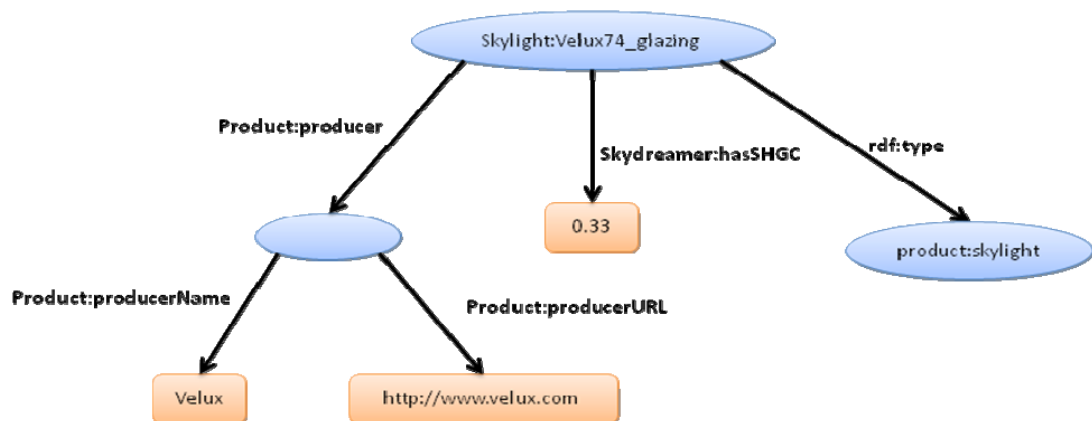 Skylight:Velux74_glazing
Product:producer
Skydreamer:hasSHGC
rdf:type
0.33
product:skylight
Product:producerName
Product:producerURL
Velux
http://www.velux.com